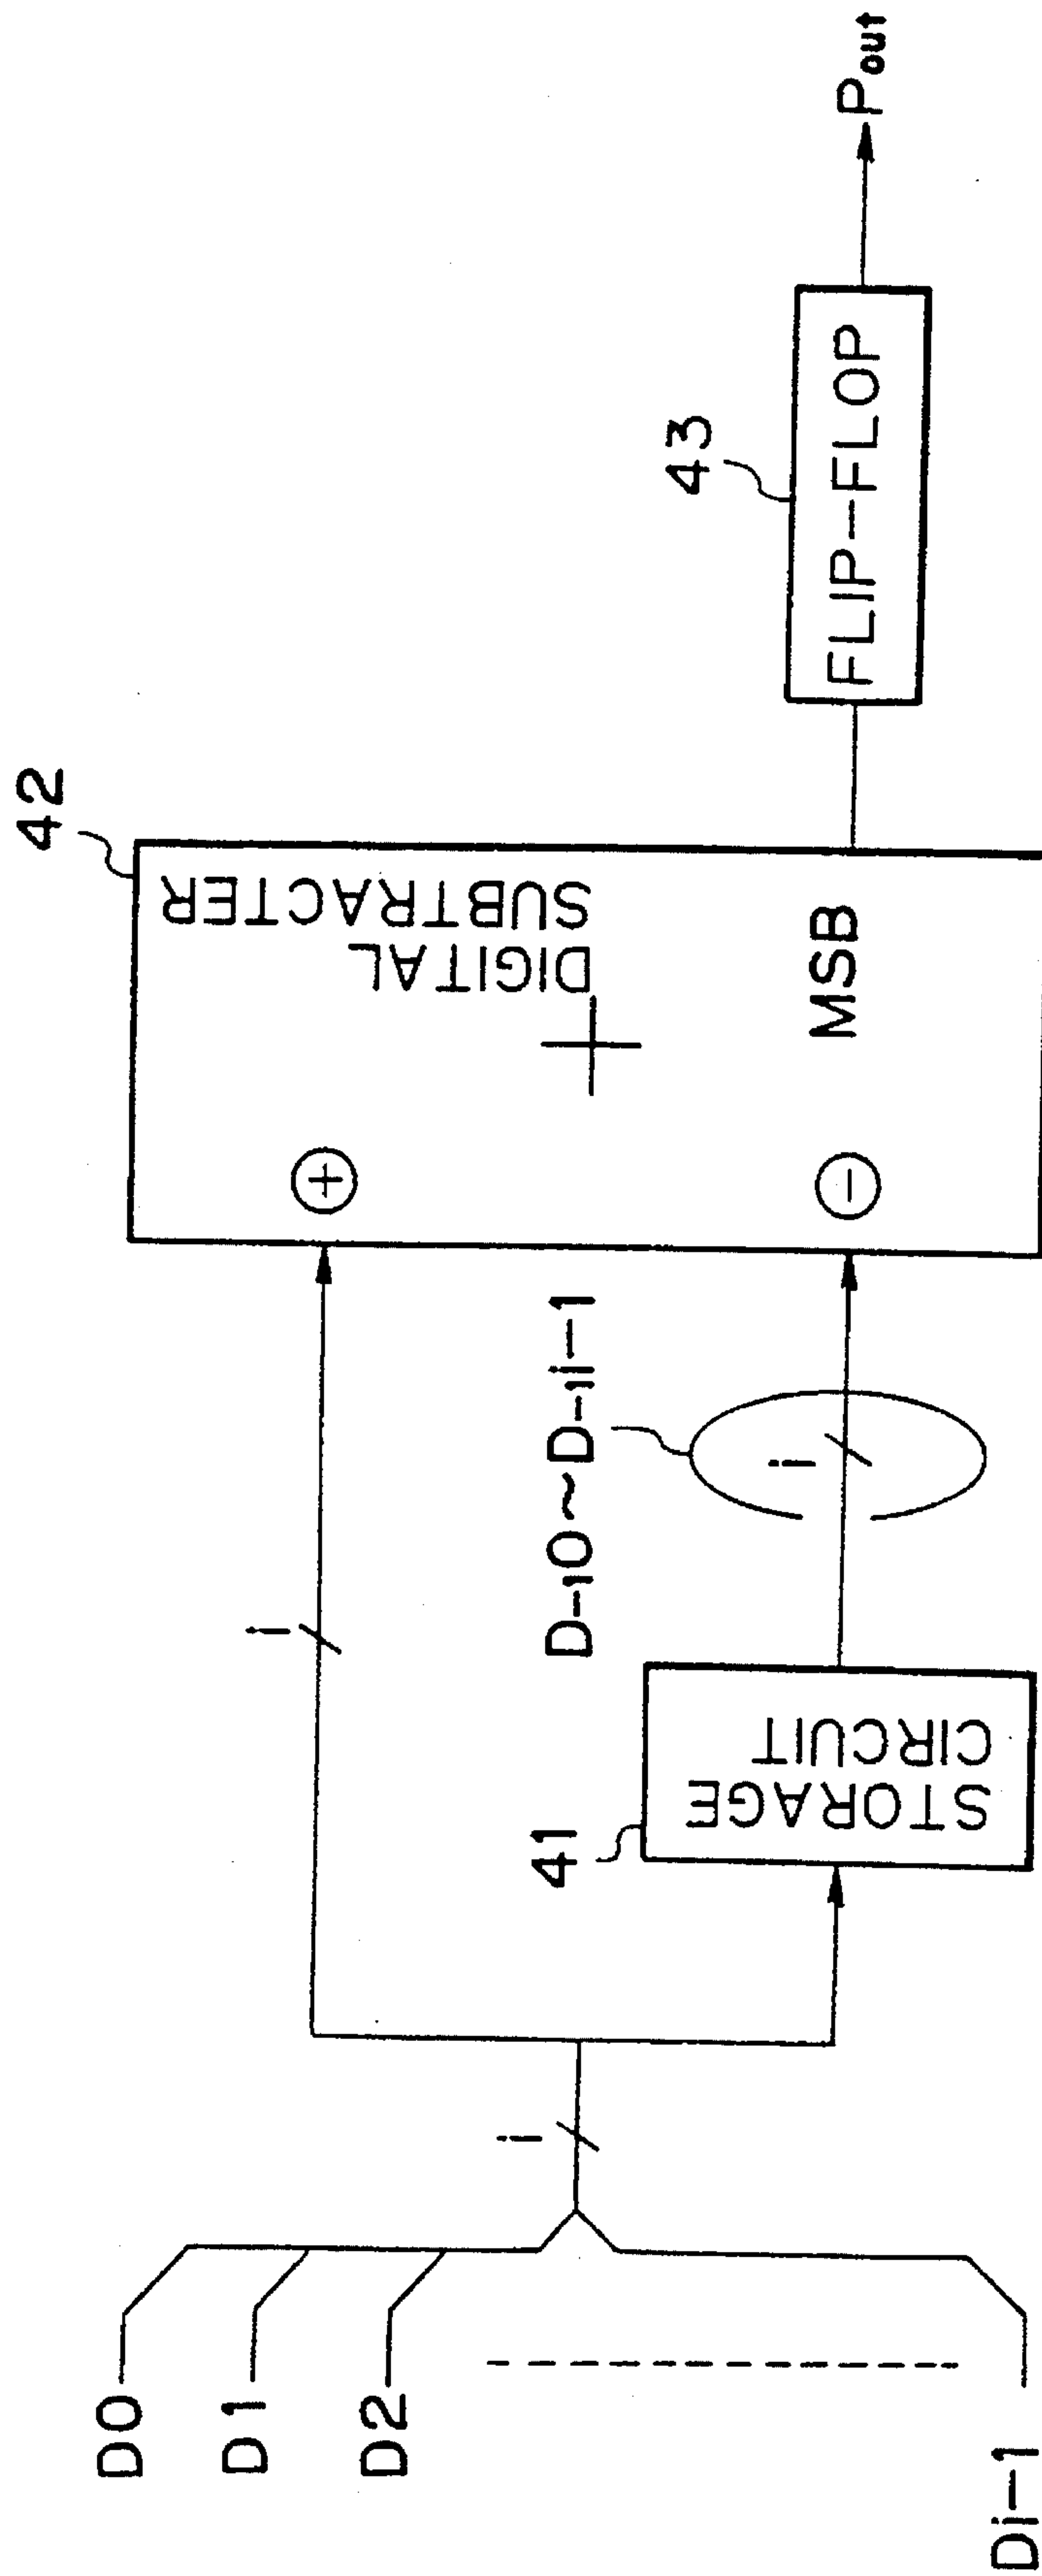 D0
D1
D2
Di-1
i
i
41
STORAGE
CIRCUIT
D-10~D-1i-1
i
42
DIGITAL
SUBTRACTER
+
−
+
MSB
43
FLIP-FLOP
Pout